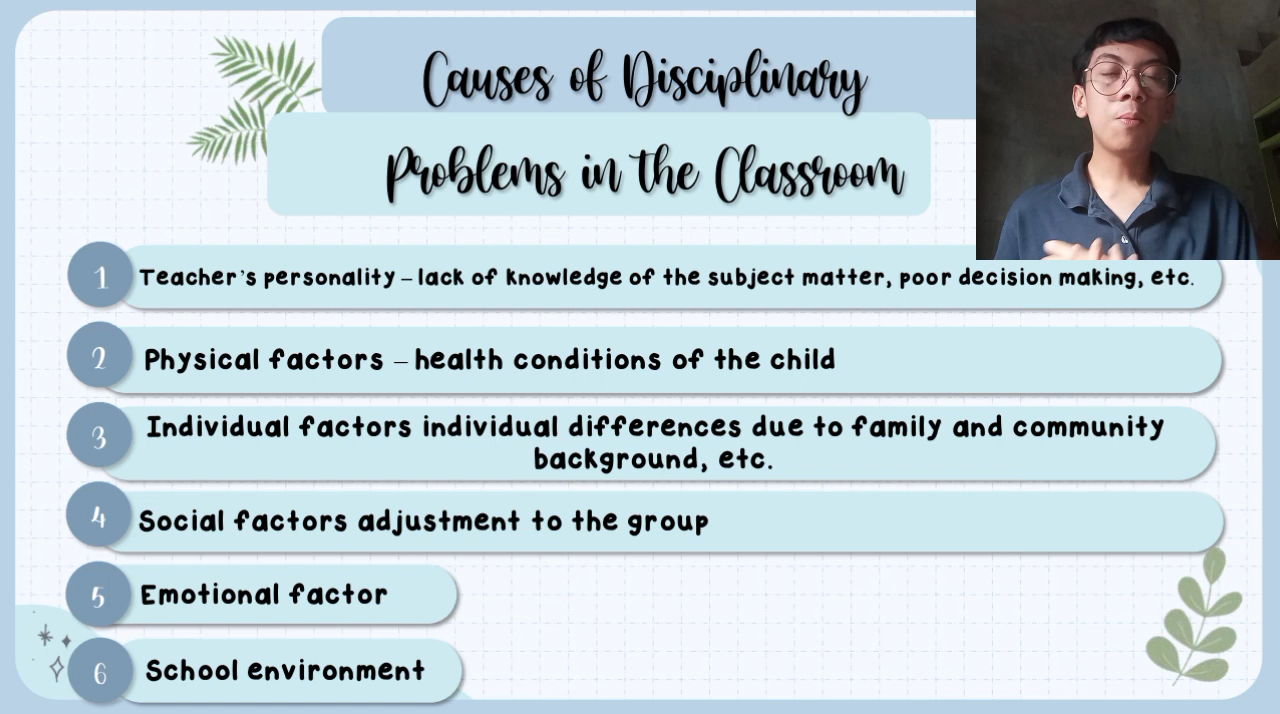 Causes of Disciplinary
Problems in the Classroom
1 Teacher's personality – lack of knowledge of the subject matter, poor decision making, etc.
2 Physical factors – health conditions of the child
3 Individual factors individual differences due to family and community
background, etc.
4 Social factors adjustment to the group
5 Emotional factor
6 School environment